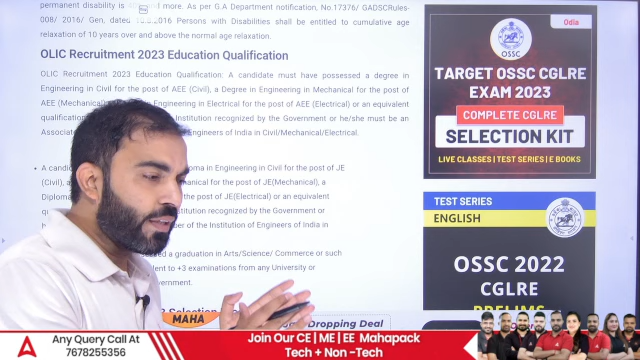 permanent disability is and more. As per G.A Department notification, No.17376/ GADSCRules-
008/ 2016/ Gen, dated Persons with Disabilities shall be entitled to cumulative age
relaxation of 10 years over and above the normal age relaxation.
OLIC Recruitment 2023 Education Qualification
OLIC Recruitment 2023 Education Qualification: A candidate must have possessed a degree in
Engineering in Civil for the post of AEE (Civil), a Degree in Engineering in Mechanical for the post of
AEE (Mechanical), in Engineering in Electrical for the post of AEE (Electrical) or an equivalent
qualification Institution recognized by the Government or he/she must be an
Associate Engineers of India in Civil/Mechanical/Electrical.
A candi oma in Engineering in Civil for the post of JE
(Civil), a hanical for the post of JE(Mechanical), a
Diploma the post of JE(Electrical) or an equivalent
qu stitution recognized by the Government or
h ber of the Institution of Engineers of India in
ssed a graduation in Arts/Science/ Commerce or such
lent to +3 examinations from any University or
vernment.
Selection
Dropping Deal
MAHA
Odia
OSSC
TARGET OSSC CGLRE
EXAM 2023
COMPLETE CGLRE
SELECTION KIT
LIVE CLASSES | TEST SERIES | E BOOKS
TEST SERIES
ENGLISH
OSSC 2022
CGLRE
PRELIMS
Any Query Call At
7678255356
Join Our CE | ME | EE Mahapack
Tech + Non -Tech